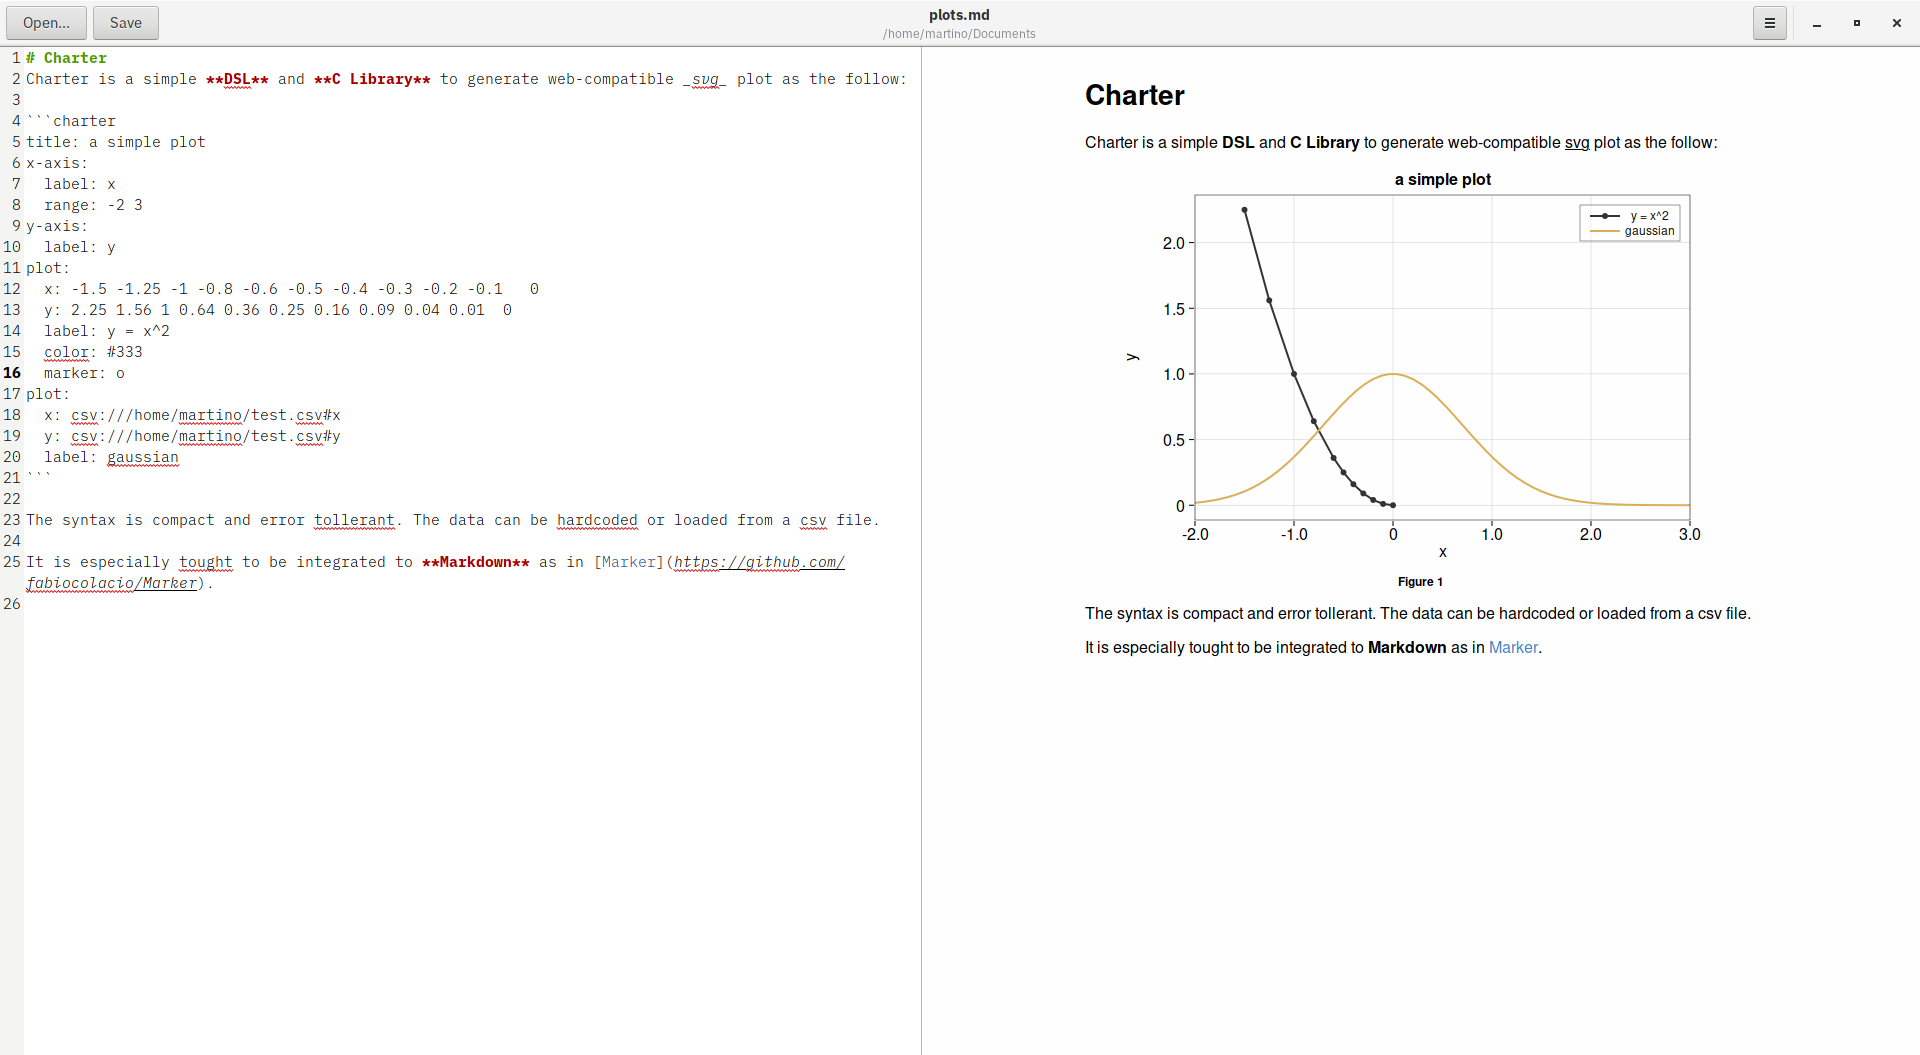 Open...
Save
plots.md
/home/martino/Documents
1 # Charter
2 Charter is a simple **DSL** and **C Library** to generate web-compatible _svg_ plot as the follow:
3
4 ```charter
5 title: a simple plot
6 x-axis:
7   label: x
8   range: -2 3
9 y-axis:
10   label: y
11 plot:
12   x: -1.5 -1.25 -1 -0.8 -0.6 -0.5 -0.4 -0.3 -0.2 -0.1   0
13   y: 2.25 1.56 1 0.64 0.36 0.25 0.16 0.09 0.04 0.01  0
14   label: y = x^2
15   color: #333
16   marker: o
17 plot:
18   x: csv:///home/martino/test.csv#x
19   y: csv:///home/martino/test.csv#y
20   label: gaussian
21 ```
22
23 The syntax is compact and error tollerant. The data can be hardcoded or loaded from a csv file.
24
25 It is especially tought to be integrated to **Markdown** as in [Marker](https://github.com/
fabiocolacio/Marker).
26
Charter
Charter is a simple DSL and C Library to generate web-compatible svg plot as the follow:
a simple plot
y = x^2
gaussian
2.0
1.5
y
1.0
0.5
0
-2.0 -1.0 0 1.0 2.0 3.0
x
Figure 1
The syntax is compact and error tollerant. The data can be hardcoded or loaded from a csv file.
It is especially tought to be integrated to Markdown as in Marker.